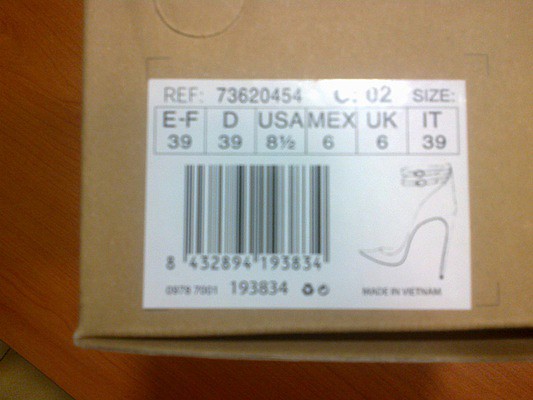 REF: 73620454 C. 02 SIZE:
E-F D USA MEX UK IT
39 39 8½ 6 6 39
8 432894 193834
0978 7001 193834
MADE IN VIETNAM